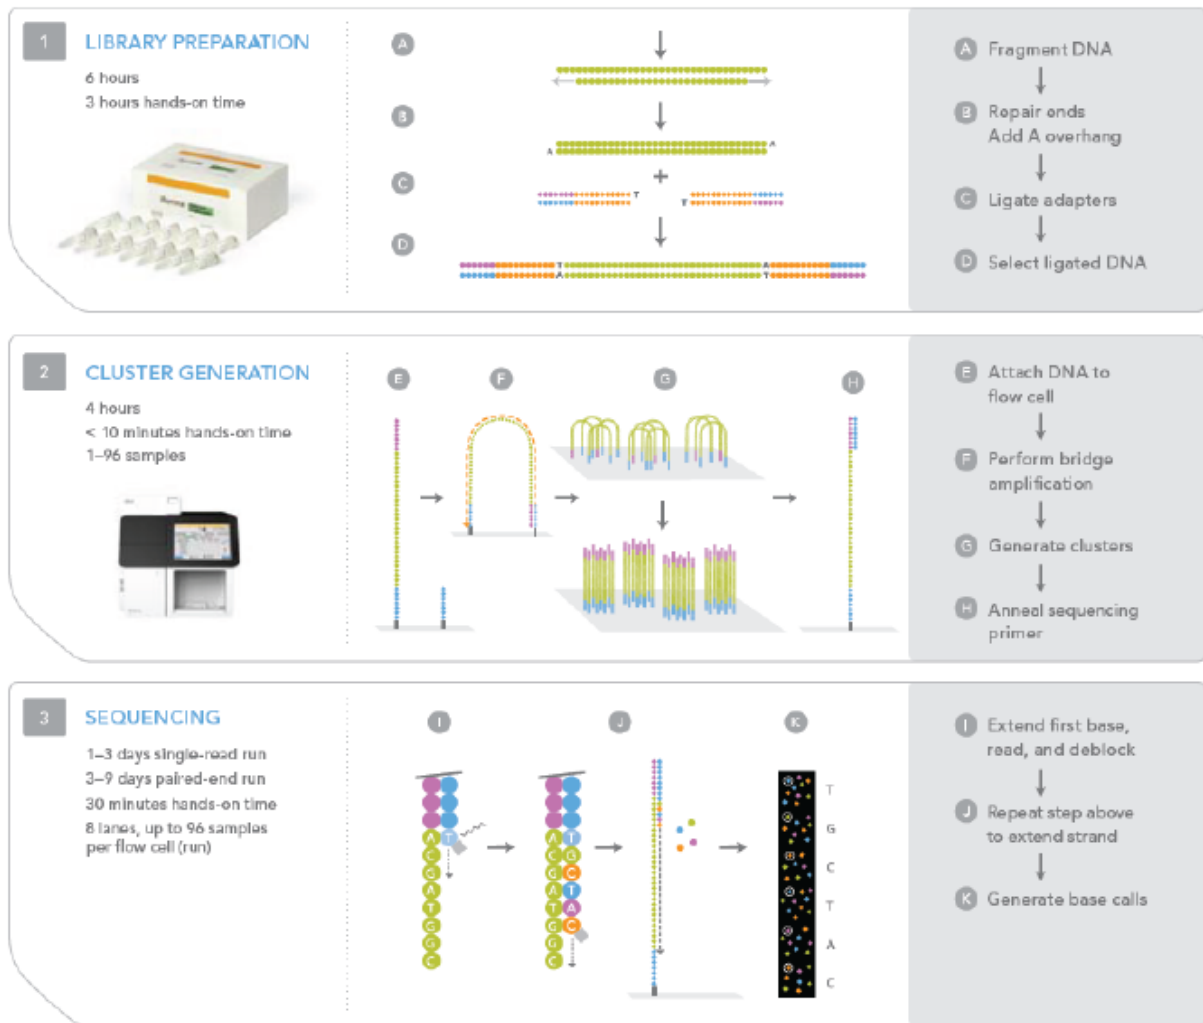 1
LIBRARY PREPARATION
6 hours
3 hours hands-on time
A
B
A
A
C
T
T
D
T
A
A
T
A Fragment DNA
B Repair ends
Add A overhang
C Ligate adapters
D Select ligated DNA
2
CLUSTER GENERATION
4 hours
< 10 minutes hands-on time
1–96 samples
E
F
G
H
E Attach DNA to
flow cell
F Perform bridge
amplification
G Generate clusters
H Anneal sequencing
primer
3
SEQUENCING
1–3 days single-read run
3–9 days paired-end run
30 minutes hands-on time
8 lanes, up to 96 samples
per flow cell (run)
I
J
K
A T
C
G
A
T
G
G
C
A T
C G
G C
A T
T A
G C
G
C
T
G
C
T
A
C
I Extend first base,
read, and deblock
J Repeat step above
to extend strand
K Generate base calls